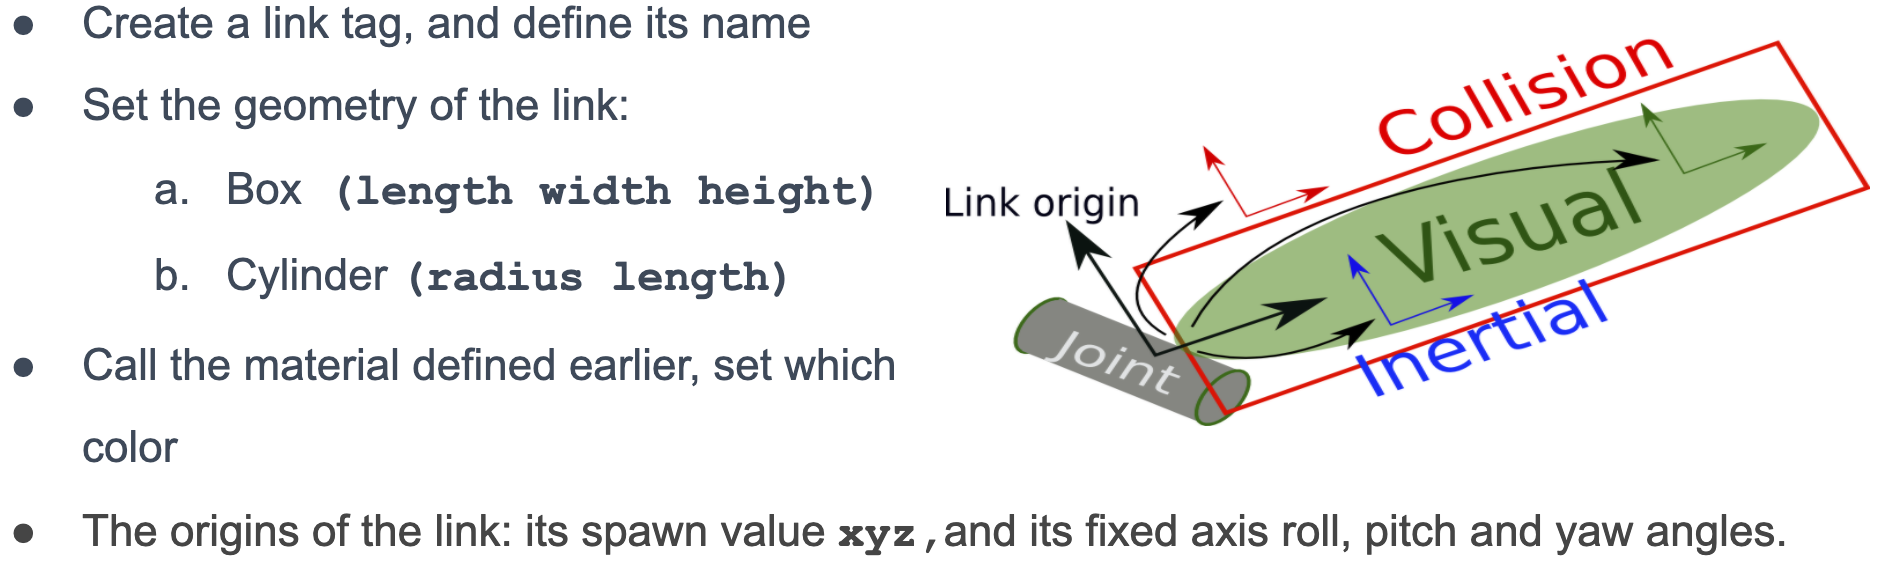 ● Create a link tag, and define its name
● Set the geometry of the link:
a. Box (length width height)
b. Cylinder (radius length)
● Call the material defined earlier, set which
color
● The origins of the link: its spawn value xyz,and its fixed axis roll, pitch and yaw angles.
Collision
Link origin
Visual
Inertial
Joint